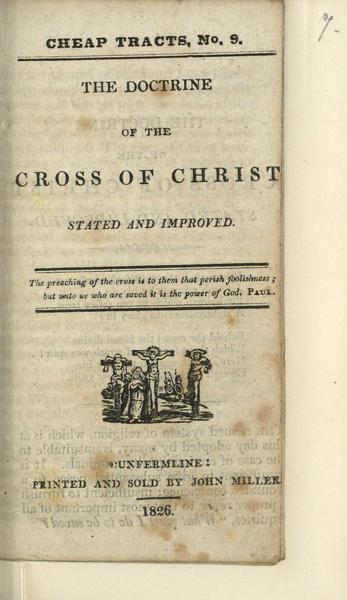 7.
CHEAP TRACTS, No. 9.
THE DOCTRINE
OF THE
CROSS OF CHRIST
STATED AND IMPROVED.
The preaching of the cross is to them that perish foolishness;
but unto us who are saved it is the power of God. PAUL.
DUNFERMLINE:
PRINTED AND SOLD BY JOHN MILLER
1826.